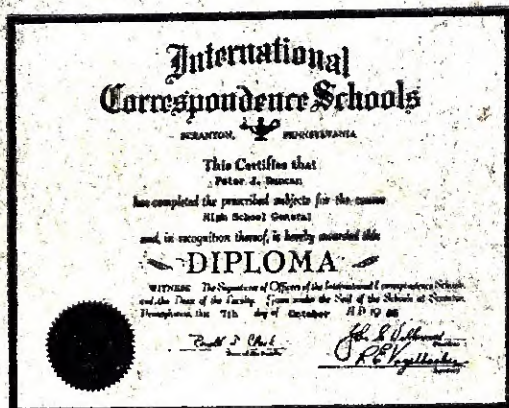 International
Correspondence Schools
SCRANTON, PENNSYLVANIA
This Certifies that
Peter J. Duncan
has completed the prescribed subjects for the course
High School General
and, in recognition thereof, is hereby awarded this
DIPLOMA
WITNESS The Signatures of Officers of the International Correspondence Schools
and the Dean of the Faculty. Given under the Seal of the Schools at Scranton,
Pennsylvania, this 7th day of October A.D. 19